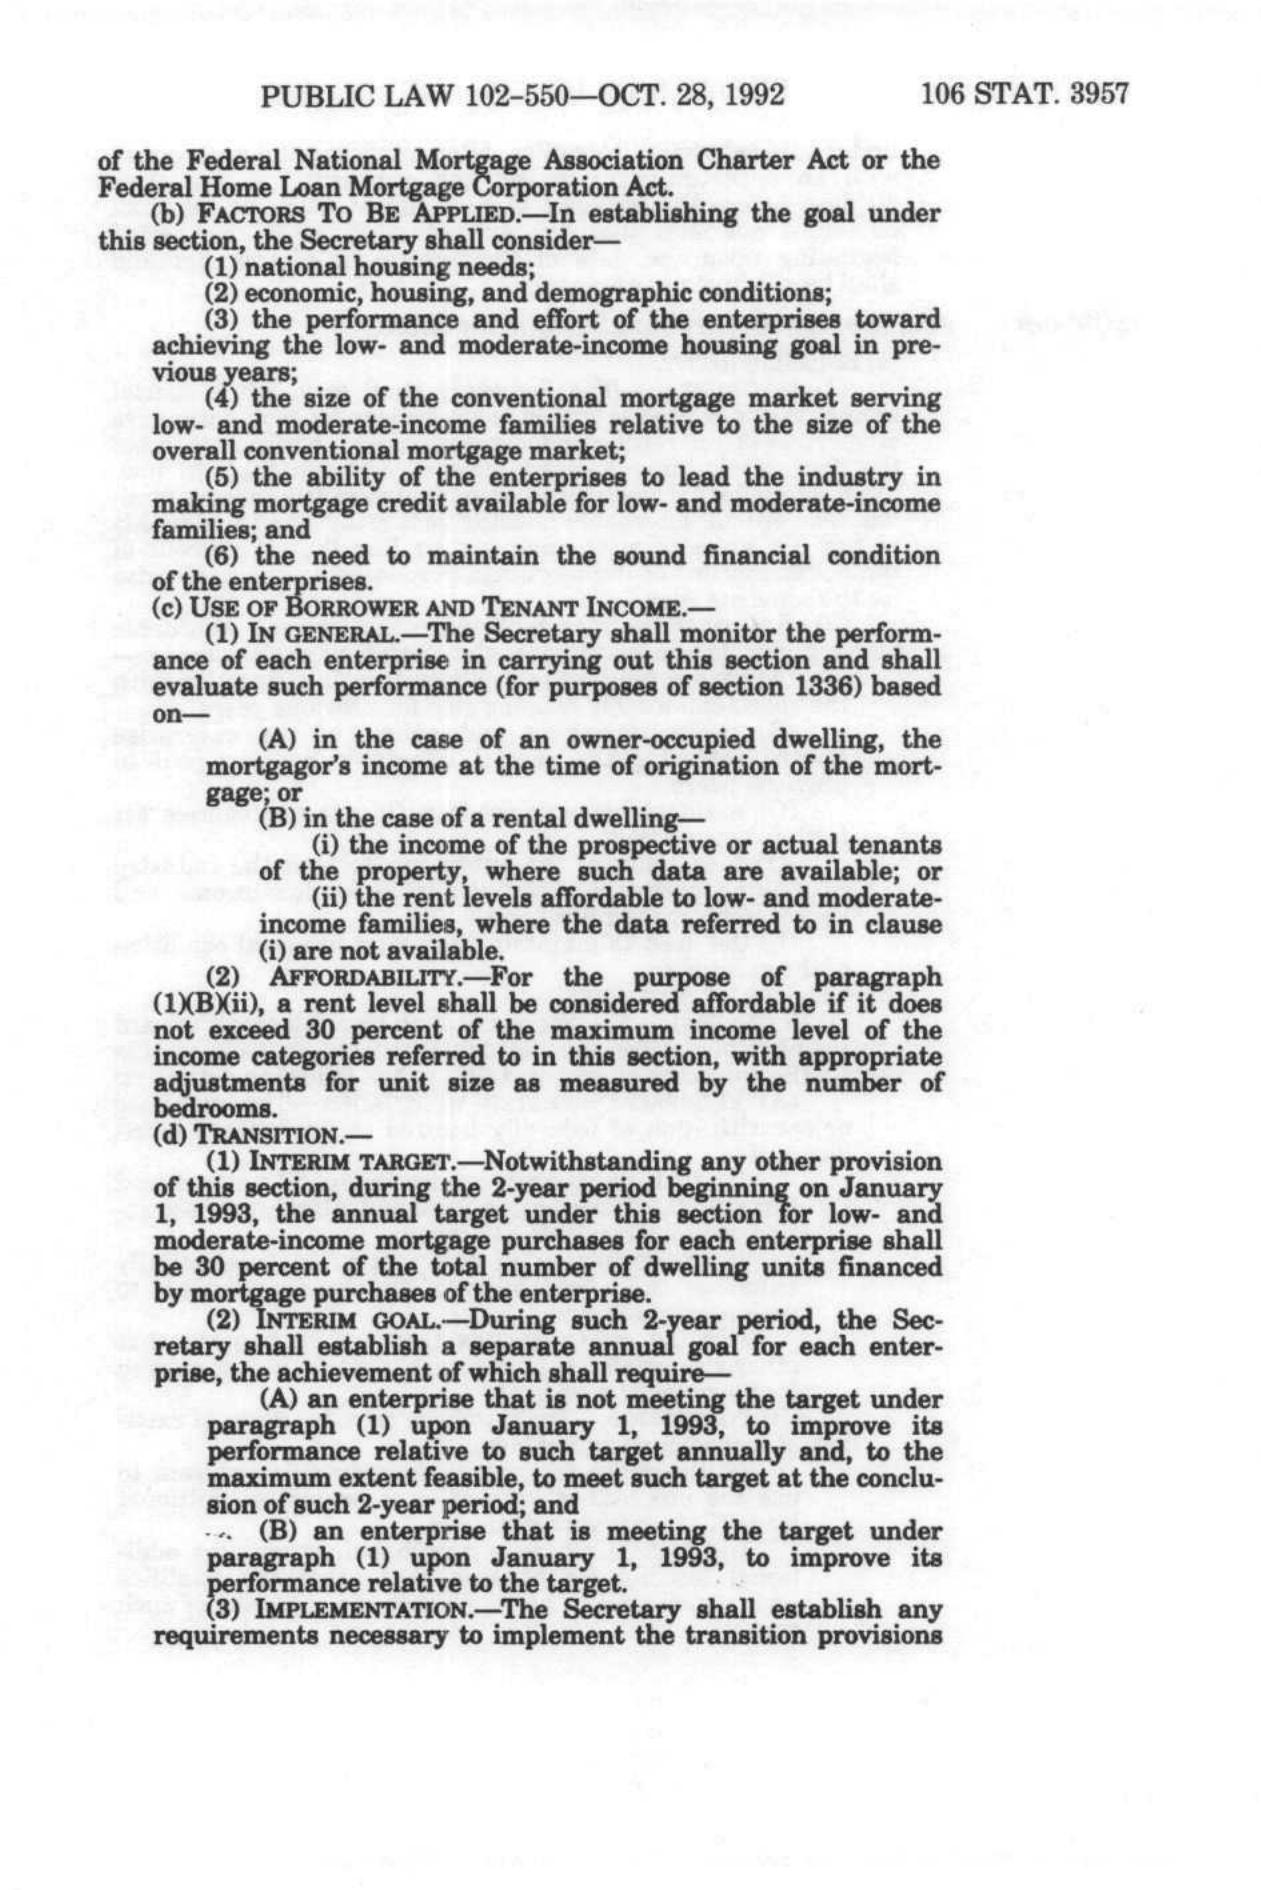 PUBLIC LAW 102–550—OCT. 28, 1992 106 STAT. 3957
of the Federal National Mortgage Association Charter Act or the
Federal Home Loan Mortgage Corporation Act.
(b) FACTORS TO BE APPLIED.—In establishing the goal under
this section, the Secretary shall consider—
(1) national housing needs;
(2) economic, housing, and demographic conditions;
(3) the performance and effort of the enterprises toward
achieving the low- and moderate-income housing goal in pre-
vious years;
(4) the size of the conventional mortgage market serving
low- and moderate-income families relative to the size of the
overall conventional mortgage market;
(5) the ability of the enterprises to lead the industry in
making mortgage credit available for low- and moderate-income
families; and
(6) the need to maintain the sound financial condition
of the enterprises.
(c) USE OF BORROWER AND TENANT INCOME.—
(1) IN GENERAL.—The Secretary shall monitor the perform-
ance of each enterprise in carrying out this section and shall
evaluate such performance (for purposes of section 1336) based
on—
(A) in the case of an owner-occupied dwelling, the
mortgagor's income at the time of origination of the mort-
gage; or
(B) in the case of a rental dwelling—
(i) the income of the prospective or actual tenants
of the property, where such data are available; or
(ii) the rent levels affordable to low- and moderate-
income families, where the data referred to in clause
(i) are not available.
(2) AFFORDABILITY.—For the purpose of paragraph
(1)(B)(ii), a rent level shall be considered affordable if it does
not exceed 30 percent of the maximum income level of the
income categories referred to in this section, with appropriate
adjustments for unit size as measured by the number of
bedrooms.
(d) TRANSITION.—
(1) INTERIM TARGET.—Notwithstanding any other provision
of this section, during the 2-year period beginning on January
1, 1993, the annual target under this section for low- and
moderate-income mortgage purchases for each enterprise shall
be 30 percent of the total number of dwelling units financed
by mortgage purchases of the enterprise.
(2) INTERIM GOAL.—During such 2-year period, the Sec-
retary shall establish a separate annual goal for each enter-
prise, the achievement of which shall require—
(A) an enterprise that is not meeting the target under
paragraph (1) upon January 1, 1993, to improve its
performance relative to such target annually and, to the
maximum extent feasible, to meet such target at the conclu-
sion of such 2-year period; and
(B) an enterprise that is meeting the target under
paragraph (1) upon January 1, 1993, to improve its
performance relative to the target.
(3) IMPLEMENTATION.—The Secretary shall establish any
requirements necessary to implement the transition provisions